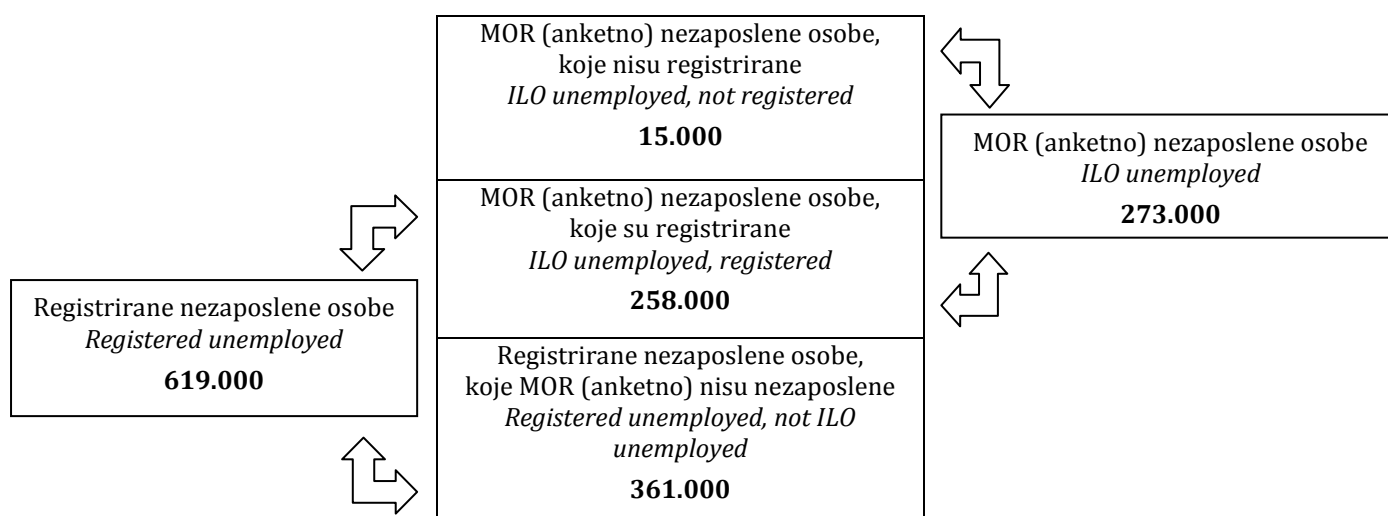 MOR (anketno) nezaposlene osobe,
koje nisu registrirane
ILO unemployed, not registered
15.000
MOR (anketno) nezaposlene osobe
ILO unemployed
273.000
MOR (anketno) nezaposlene osobe,
koje su registrirane
ILO unemployed, registered
258.000
Registrirane nezaposlene osobe
Registered unemployed
619.000
Registrirane nezaposlene osobe,
koje MOR (anketno) nisu nezaposlene
Registered unemployed, not ILO
unemployed
361.000